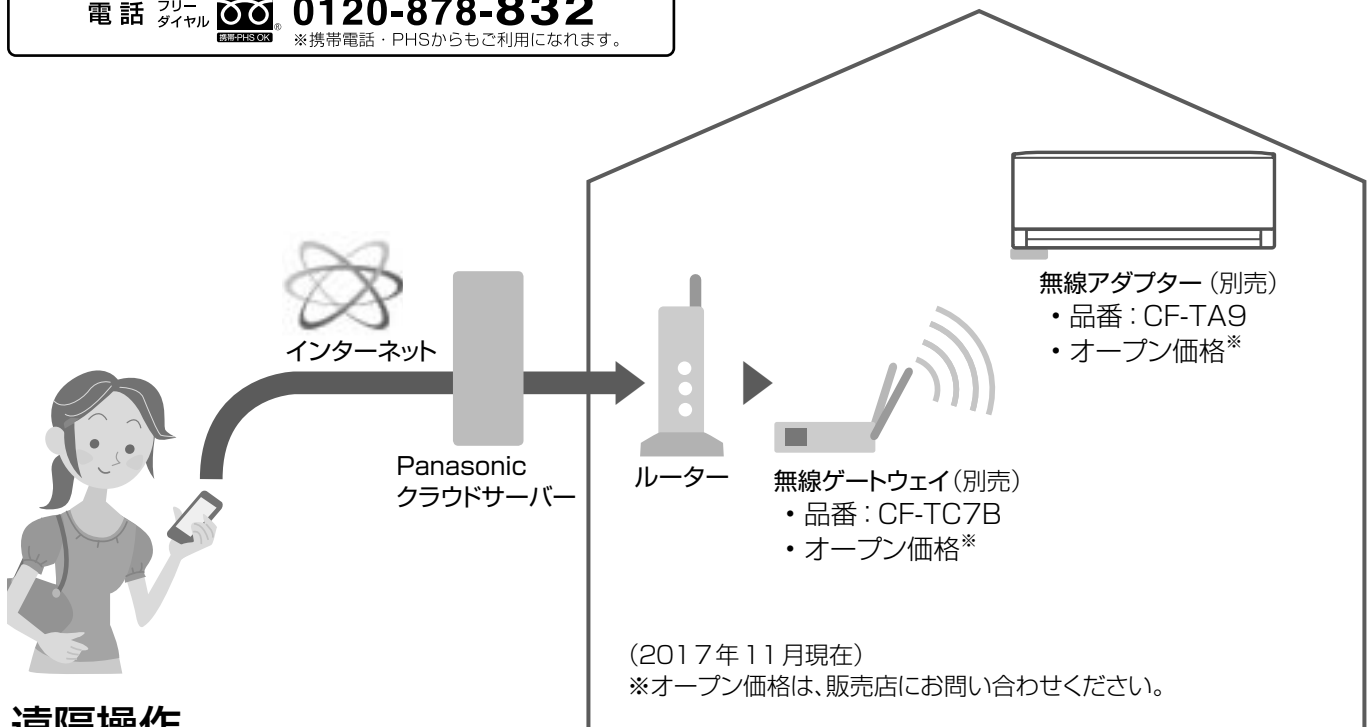 電話 フリーダイヤル 携帯・PHS OK ® 0120-878-832
※携帯電話・PHSからもご利用になれます。
無線アダプター(別売)
・品番:CF-TA9
・オープン価格※
インターネット
Panasonic
クラウドサーバー
ルーター
無線ゲートウェイ(別売)
・品番:CF-TC7B
・オープン価格※
(2017年11月現在)
※オープン価格は、販売店にお問い合わせください。
遠隔操作